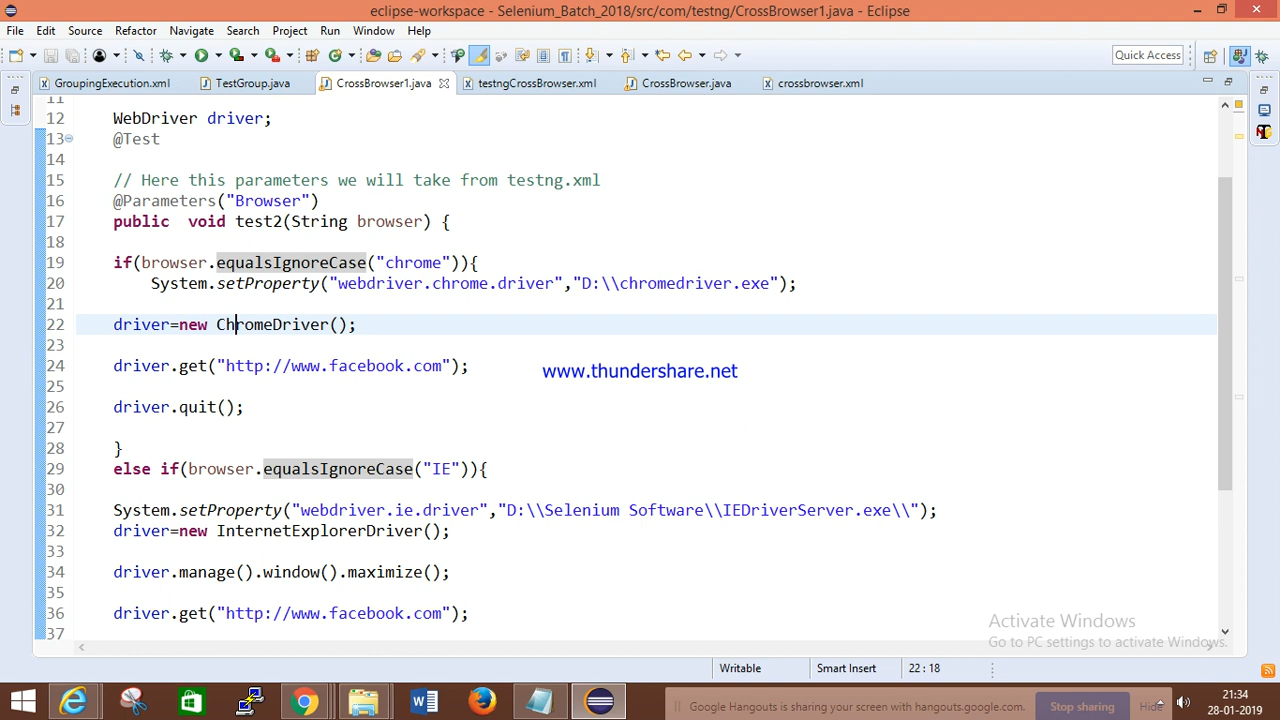 eclipse-workspace - Selenium_Batch_2018/src/com/testng/CrossBrowser1.java - Eclipse
File Edit Source Refactor Navigate Search Project Run Window Help
Quick Access
GroupingExecution.xml TestGroup.java CrossBrowser1.java testngCrossBrowser.xml CrossBrowser.java crossbrowser.xml
11
12 WebDriver driver;
13 @Test
14
15 // Here this parameters we will take from testng.xml
16 @Parameters("Browser")
17 public void test2(String browser) {
18
19 if(browser.equalsIgnoreCase("chrome")){
20 System.setProperty("webdriver.chrome.driver","D:\\chromedriver.exe");
21
22 driver=new ChromeDriver();
23
24 driver.get("http://www.facebook.com");
www.thundershare.net
25
26 driver.quit();
27
28 }
29 else if(browser.equalsIgnoreCase("IE")){
30
31 System.setProperty("webdriver.ie.driver","D:\\Selenium Software\\IEDriverServer.exe\\");
32 driver=new InternetExplorerDriver();
33
34 driver.manage().window().maximize();
35
36 driver.get("http://www.facebook.com");
37
Activate Windows
Go to PC settings to activate Windows.
Writable Smart Insert 22 : 18
Google Hangouts is sharing your screen with hangouts.google.com. Stop sharing Hide
21:34
28-01-2019